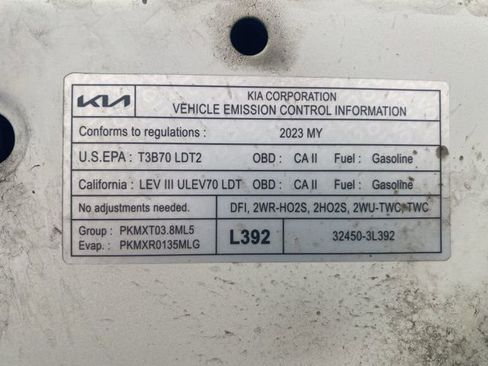 KIA
KIA CORPORATION
VEHICLE EMISSION CONTROL INFORMATION
Conforms to regulations : 2023 MY
U.S.EPA : T3B70 LDT2 OBD : CA II Fuel : Gasoline
California : LEV III ULEV70 LDT OBD : CA II Fuel : Gasoline
No adjustments needed. DFI, 2WR-HO2S, 2HO2S, 2WU-TWC, TWC
Group : PKMXT03.8ML5
Evap. : PKMXR0135MLG
L392
32450-3L392